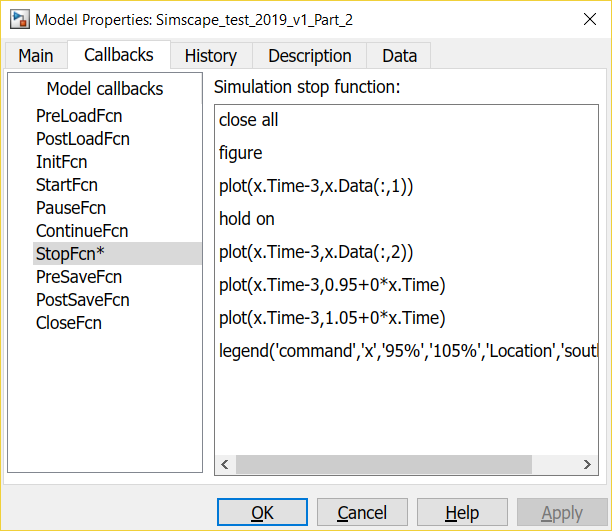 Model Properties: Simscape_test_2019_v1_Part_2
Main Callbacks History Description Data
Model callbacks
PreLoadFcn
PostLoadFcn
InitFcn
StartFcn
PauseFcn
ContinueFcn
StopFcn*
PreSaveFcn
PostSaveFcn
CloseFcn
Simulation stop function:
close all
figure
plot(x.Time-3,x.Data(:,1))
hold on
plot(x.Time-3,x.Data(:,2))
plot(x.Time-3,0.95+0*x.Time)
plot(x.Time-3,1.05+0*x.Time)
legend('command','x','95%','105%','Location','sout
OK Cancel Help Apply